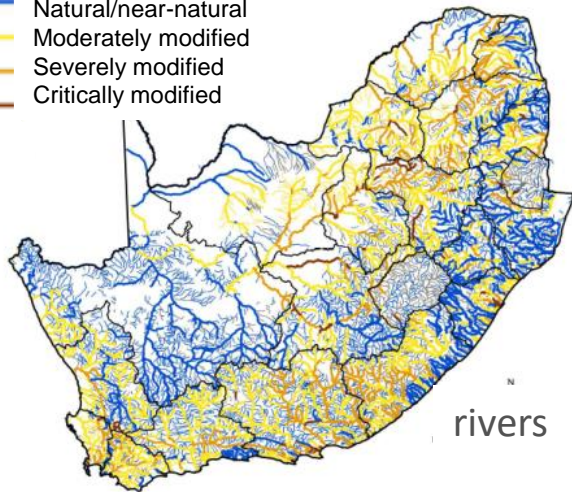 Natural/near-natural
Moderately modified
Severely modified
Critically modified
N
rivers